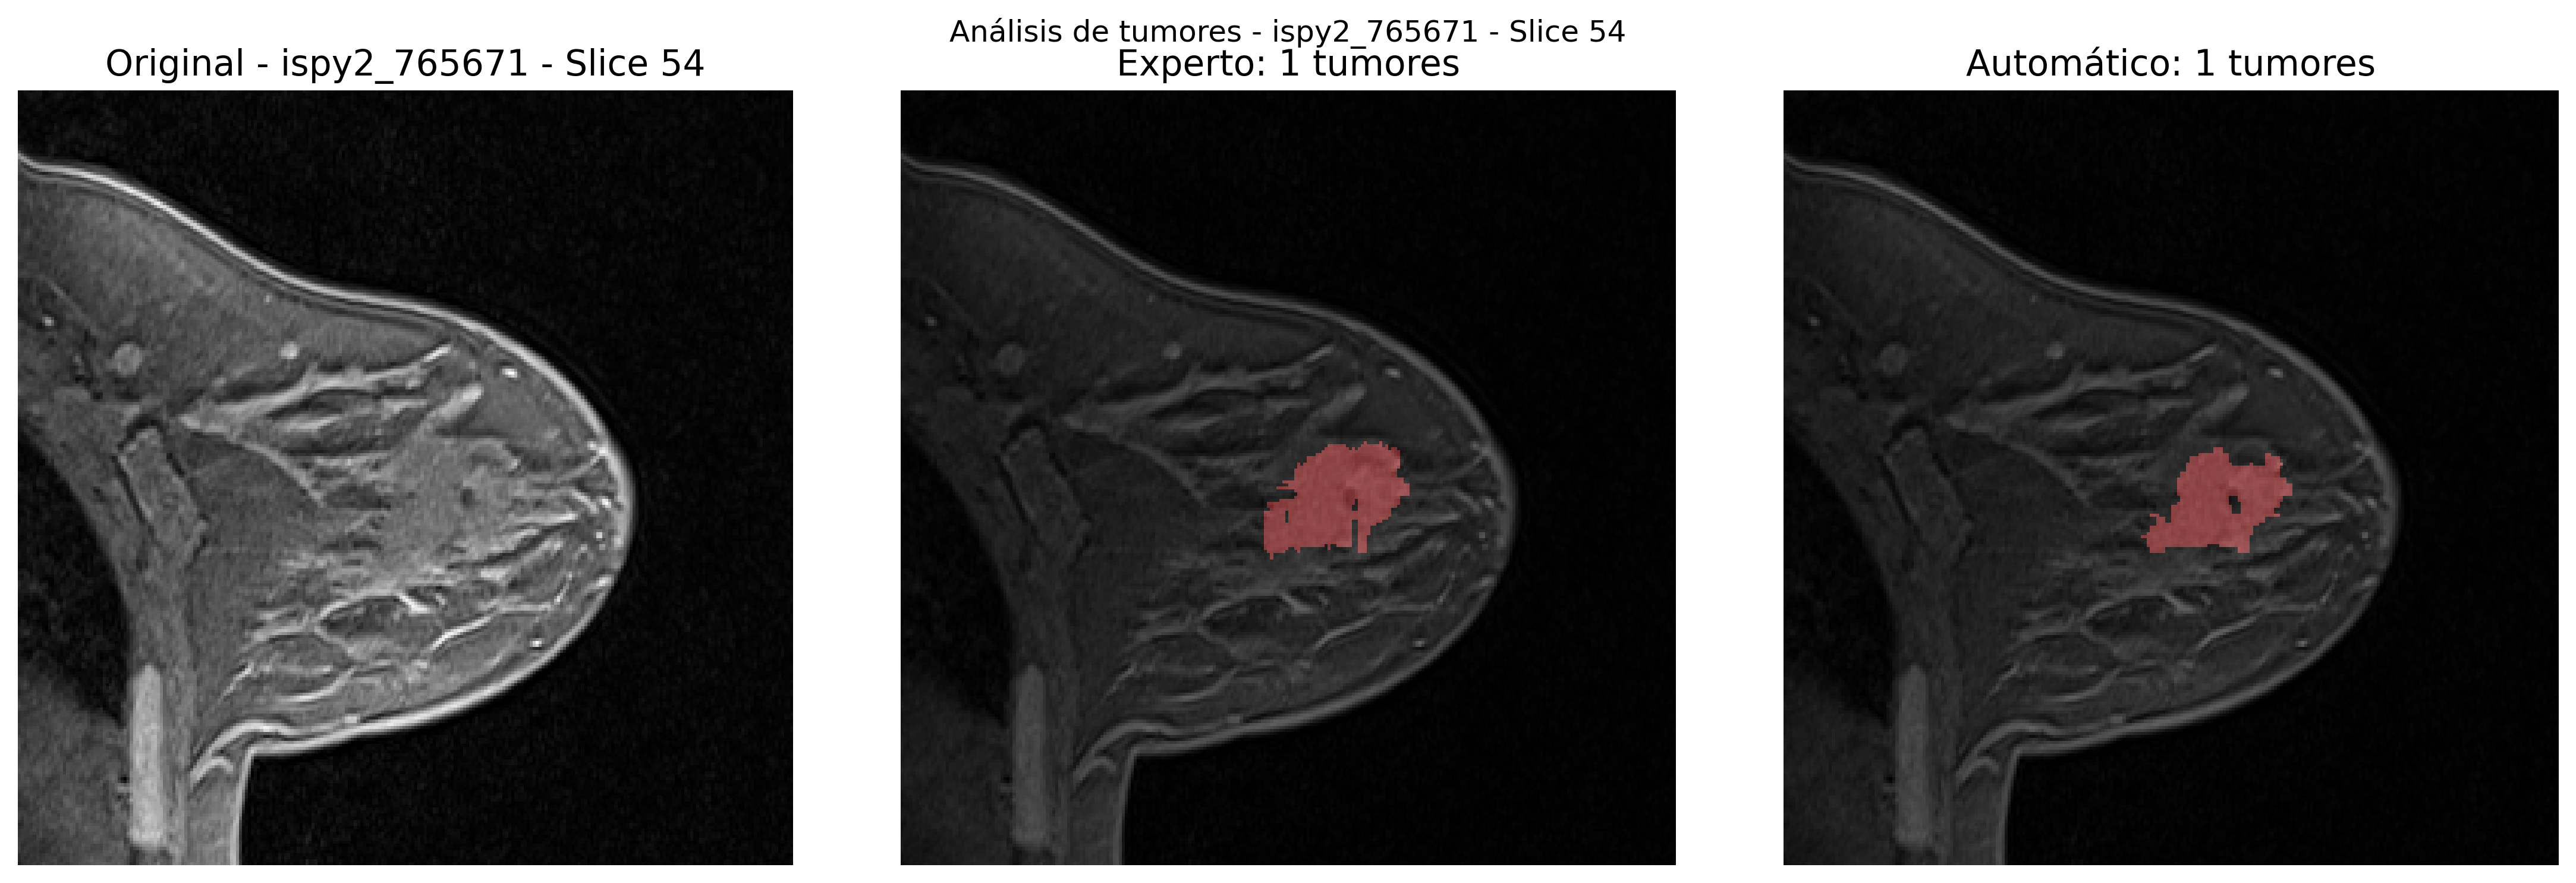 Análisis de tumores - ispy2_765671 - Slice 54
Original - ispy2_765671 - Slice 54
Experto: 1 tumores
Automático: 1 tumores